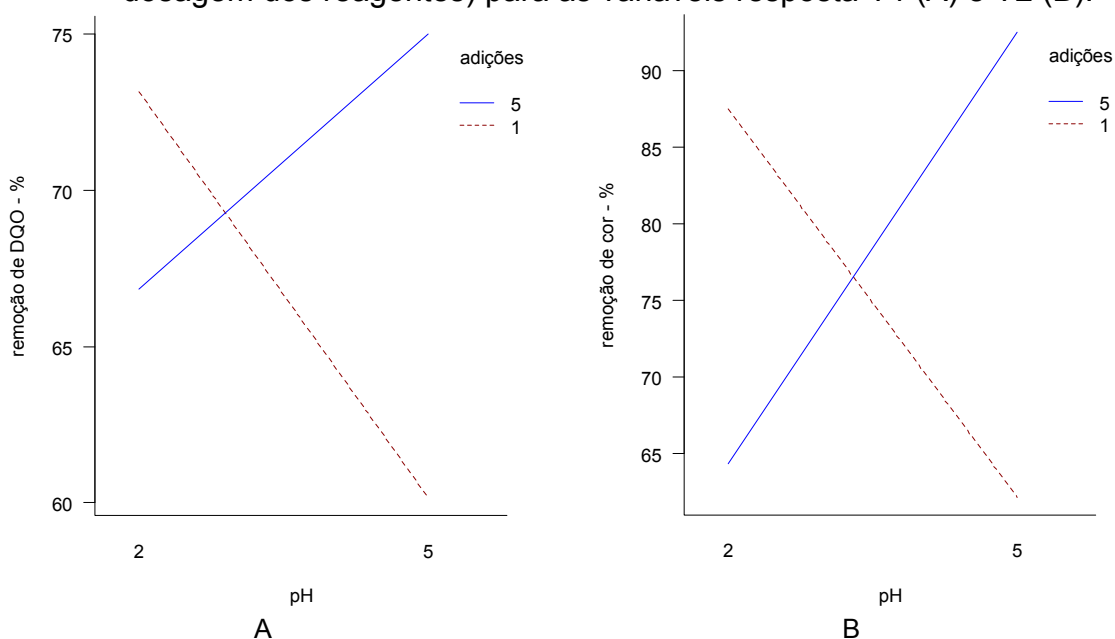 dosagem dos reagentes) para as variáveis resposta Y1 (A) e Y2 (B).
75
70
65
60
remoção de DQO - %
adições
5
1
2
5
pH
A
90
85
80
75
70
65
remoção de cor - %
adições
5
1
2
5
pH
B